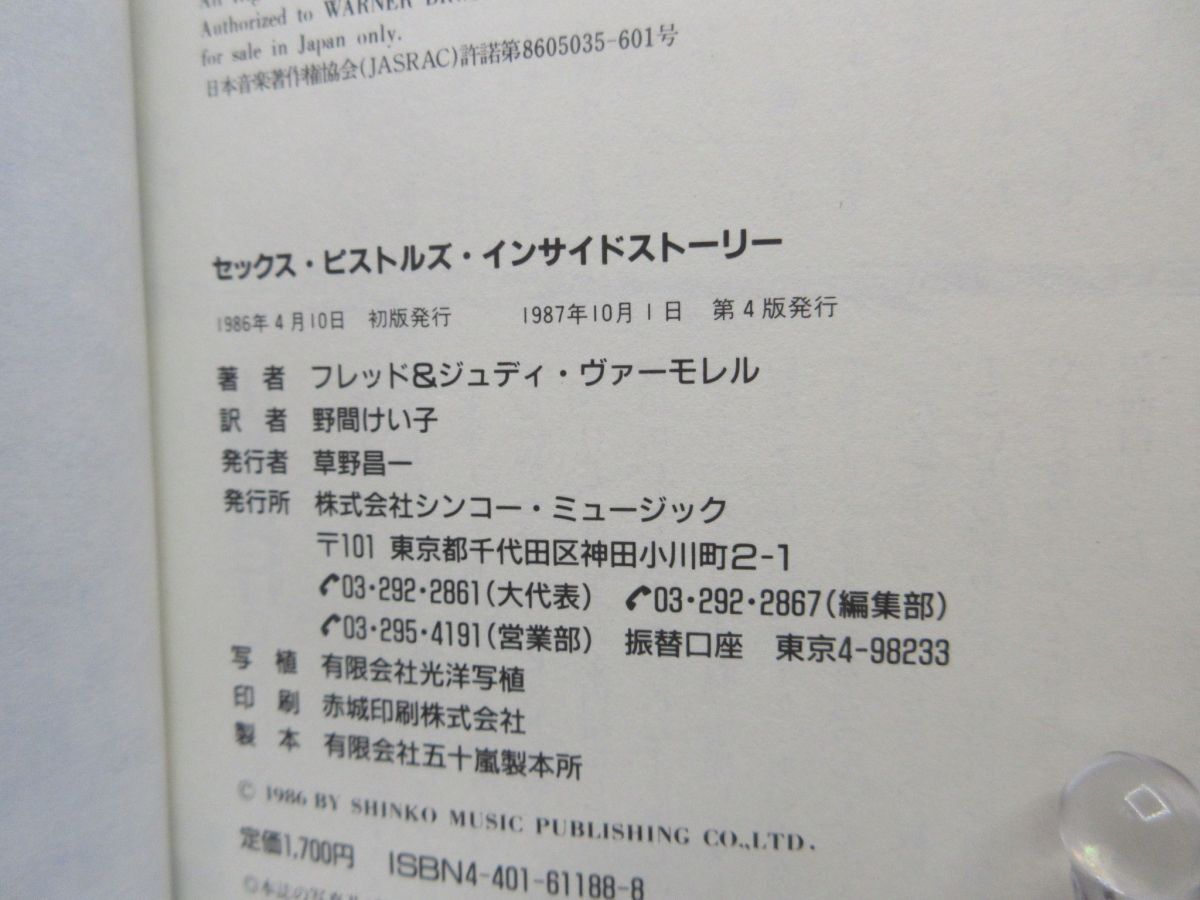 Authorized to WARNER
for sale in Japan only.
日本音楽著作権協会(JASRAC)許諾第8605035-601号
セックス・ピストルズ・インサイドストーリー
1986年4月10日 初版発行 1987年10月1日 第4版発行
著 者 フレッド&ジュディ・ヴァーモレル
訳 者 野間けい子
発行者 草野昌一
発行所 株式会社シンコー・ミュージック
〒101 東京都千代田区神田小川町2-1
✆03・292・2861(大代表) ✆03・292・2867(編集部)
✆03・295・4191(営業部) 振替口座 東京4-98233
写 植 有限会社光洋写植
印 刷 赤城印刷株式会社
製 本 有限会社五十嵐製本所
© 1986 BY SHINKO MUSIC PUBLISHING CO.,LTD.
定価1,700円 ISBN4-401-61188-8